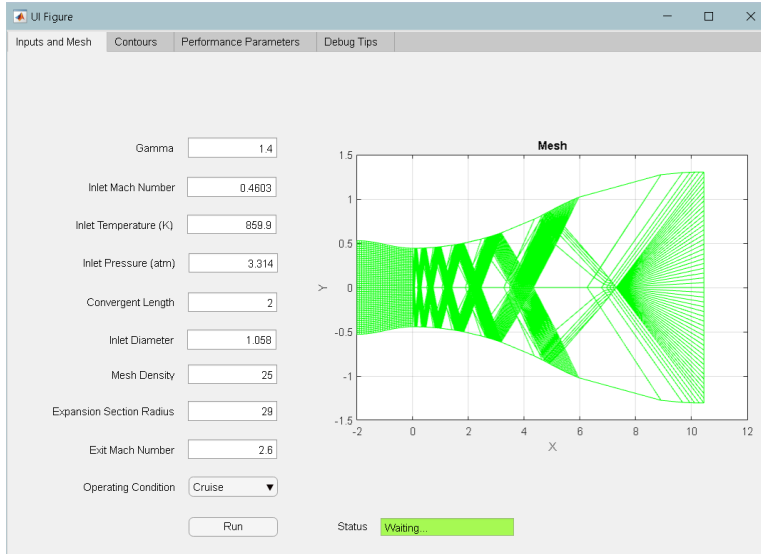 UI Figure
Inputs and Mesh Contours Performance Parameters Debug Tips
Gamma 1.4
Inlet Mach Number 0.4603
Inlet Temperature (K) 859.9
Inlet Pressure (atm) 3.314
Convergent Length 2
Inlet Diameter 1.058
Mesh Density 25
Expansion Section Radius 29
Exit Mach Number 2.6
Operating Condition Cruise
Run
Mesh
1.5
1
0.5
0
-0.5
-1
-1.5
Y
-2 0 2 4 6 8 10 12
X
Status Waiting...